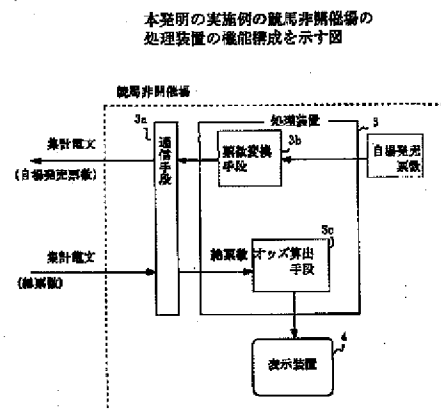 本発明の実施例の競馬非開催場の
処理装置の機能構成を示す図
競馬非開催場
3a
処理装置
3
集計電文
(自場発売票数)
通信手段
票数変換
手段
3b
自場発売
票数
集計電文
(総票数)
総票数
オッズ算出
手段
3c
表示装置
4